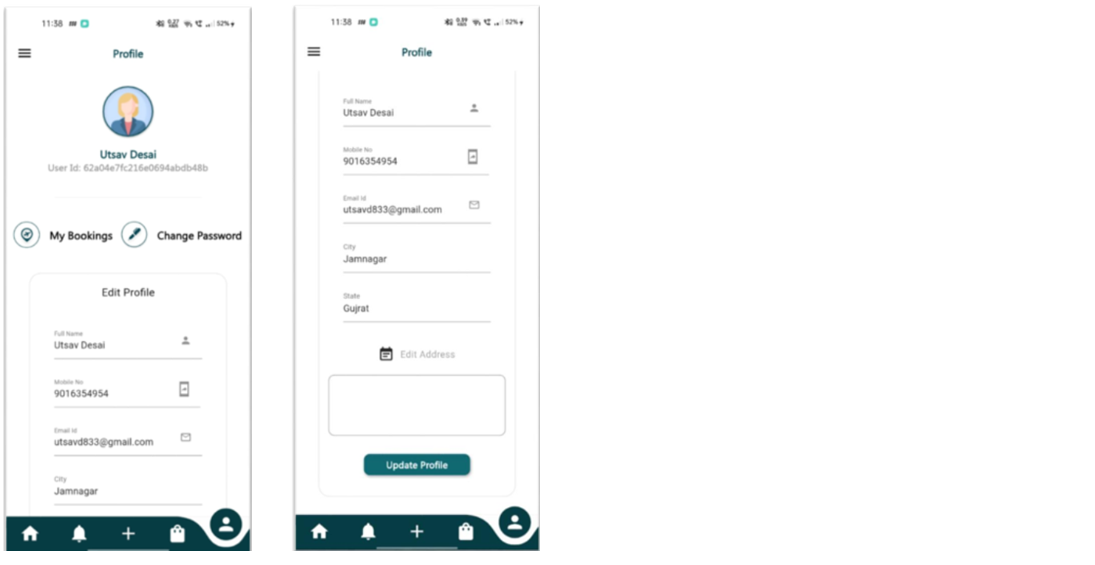 11:38
52%
Profile
Utsav Desai
User Id: 62a04e7fc216e0694abdb48b
My Bookings
Change Password
Edit Profile
Full Name
Utsav Desai
Mobile No
9016354954
Email Id
utsavd833@gmail.com
City
Jamnagar
11:38
52%
Profile
Full Name
Utsav Desai
Mobile No
9016354954
Email Id
utsavd833@gmail.com
City
Jamnagar
State
Gujrat
Edit Address
Update Profile